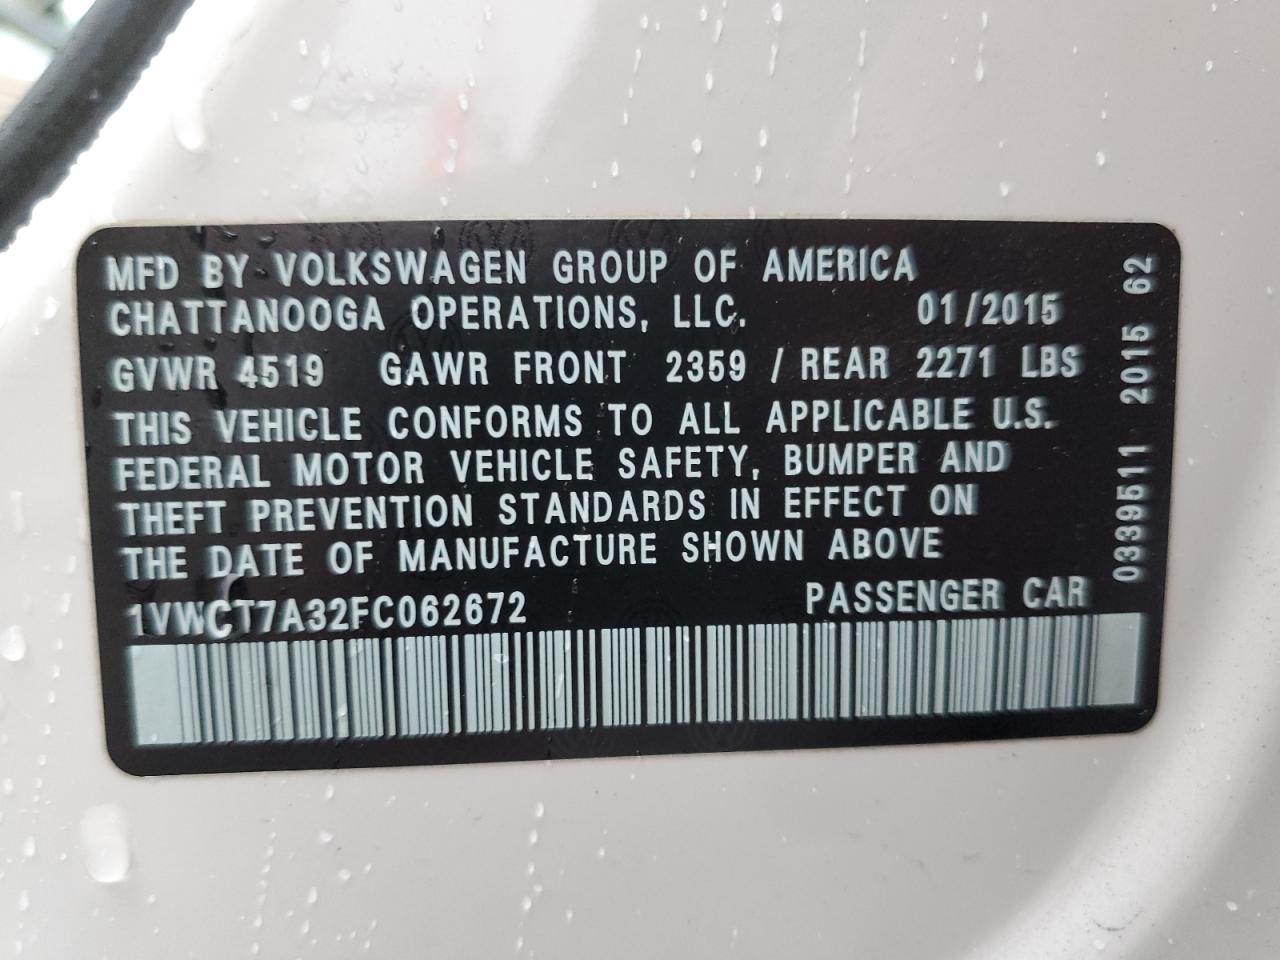 MFD BY VOLKSWAGEN GROUP OF AMERICA
CHATTANOOGA OPERATIONS, LLC. 01/2015
GVWR 4519 GAWR FRONT 2359 / REAR 2271 LBS
THIS VEHICLE CONFORMS TO ALL APPLICABLE U.S.
FEDERAL MOTOR VEHICLE SAFETY, BUMPER AND
THEFT PREVENTION STANDARDS IN EFFECT ON
THE DATE OF MANUFACTURE SHOWN ABOVE
1VWCT7A32FC062672 PASSENGER CAR
0339511 2015 62